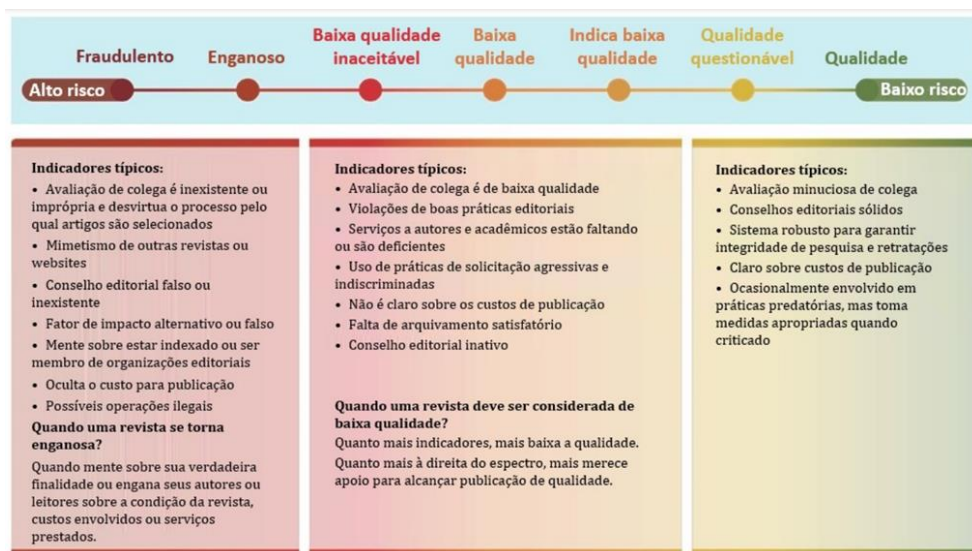 Fraudulento
Enganoso
Baixa qualidade
inaceitável
Baixa
qualidade
Indica baixa
qualidade
Qualidade
questionável
Qualidade
Alto risco
Baixo risco
Indicadores típicos:
• Avaliação de colega é inexistente ou
imprópria e desvirtua o processo pelo
qual artigos são selecionados
• Mimetismo de outras revistas ou
websites
• Conselho editorial falso ou
inexistente
• Fator de impacto alternativo ou falso
• Mente sobre estar indexado ou ser
membro de organizações editoriais
• Oculta o custo para publicação
• Possíveis operações ilegais
Quando uma revista se torna
enganosa?
Quando mente sobre sua verdadeira
finalidade ou engana seus autores ou
leitores sobre a condição da revista,
custos envolvidos ou serviços
prestados.
Indicadores típicos:
• Avaliação de colega é de baixa qualidade
• Violações de boas práticas editoriais
• Serviços a autores e acadêmicos estão faltando
ou são deficientes
• Uso de práticas de solicitação agressivas e
indiscriminadas
• Não é claro sobre os custos de publicação
• Falta de arquivamento satisfatório
• Conselho editorial inativo
Quando uma revista deve ser considerada de
baixa qualidade?
Quanto mais indicadores, mais baixa a qualidade.
Quanto mais à direita do espectro, mais merece
apoio para alcançar publicação de qualidade.
Indicadores típicos:
• Avaliação minuciosa de colega
• Conselhos editoriais sólidos
• Sistema robusto para garantir
integridade de pesquisa e retratações
• Claro sobre custos de publicação
• Ocasionalmente envolvido em
práticas predatórias, mas toma
medidas apropriadas quando
criticado